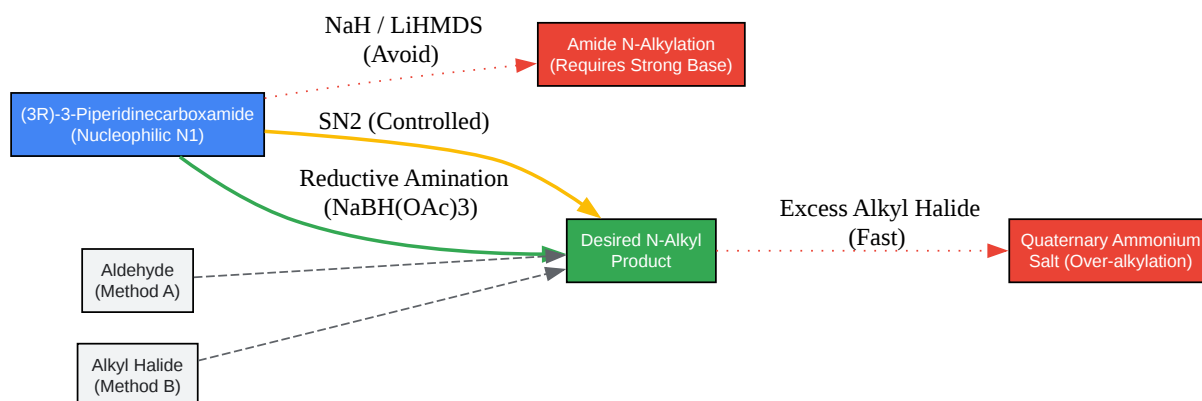 NaH / LiHMDS
(Avoid)
Amide N-Alkylation
(Requires Strong Base)
(3R)-3-Piperidinecarboxamide
(Nucleophilic N1)
SN2 (Controlled)
Reductive Amination
(NaBH(OAc)3)
Desired N-Alkyl
Product
Excess Alkyl Halide
(Fast)
Quaternary Ammonium
Salt (Over-alkylation)
Aldehyde
(Method A)
Alkyl Halide
(Method B)